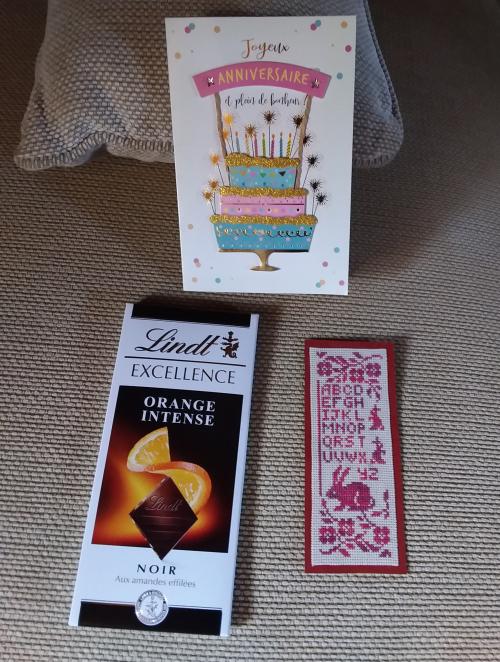 Joyeux
ANNIVERSAIRE
et plein de bonheur !
Lindt
EXCELLENCE
ORANGE
INTENSE
Lindt
NOIR
Aux amandes effilées
ABCD
EFGH
IJKL
MNOP
QRST
UVWX
YZ